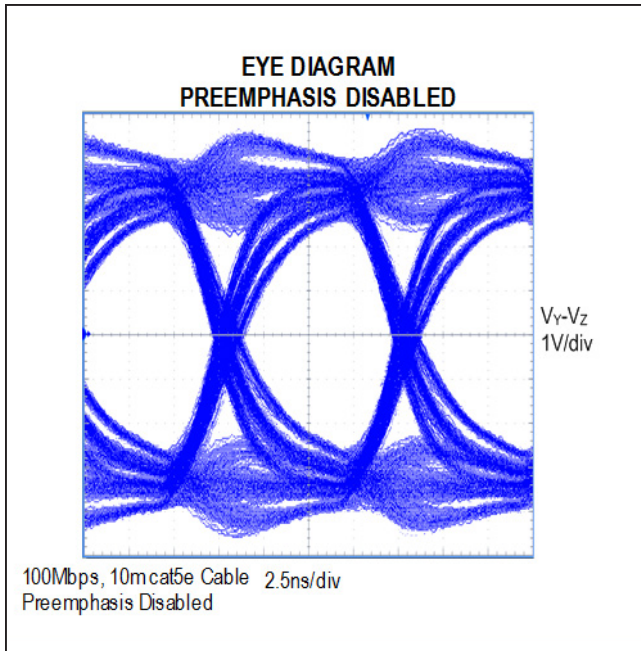 EYE DIAGRAM
PREEMPHASIS DISABLED
VY-VZ
1V/div
100Mbps, 10m cat5e Cable 2.5ns/div
Preemphasis Disabled